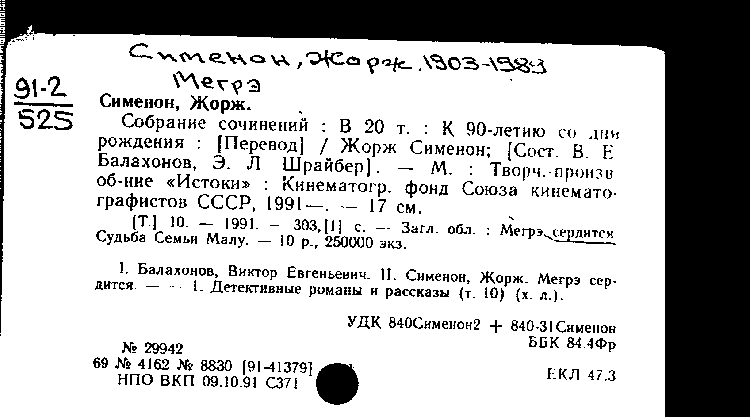 Сименон, Жорж. 1903-1989
Мегрэ
91-2
525
Сименон, Жорж.
Собрание сочинений : В 20 т. : К 90-летию со дня
рождения : [Перевод] / Жорж Сименон; [Сост. В. Е
Балахонов, Э. Л Шрайбер]. — М. : Творч.-произв
об-ние «Истоки» : Кинематогр. фонд Союза кинемато-
графистов СССР, 1991—. — 17 см.
[Т.] 10. — 1991. – 303,[1] с. — Загл. обл. : Мегрэ сердится
Судьба Семьи Малу. — 10 р., 250000 экз.
I. Балахонов, Виктор Евгеньевич. II. Сименон, Жорж. Мегрэ сер-
дится. — - 1. Детективные романы и рассказы (т. 10) (х. л.).
УДК 840Сименон2 + 840-31Сименон
ББК 84.4Фр
№ 29942
69 № 4162 № 8830 [91-41379]
НПО ВКП 09.10.91 С371
ЕКЛ 47.3